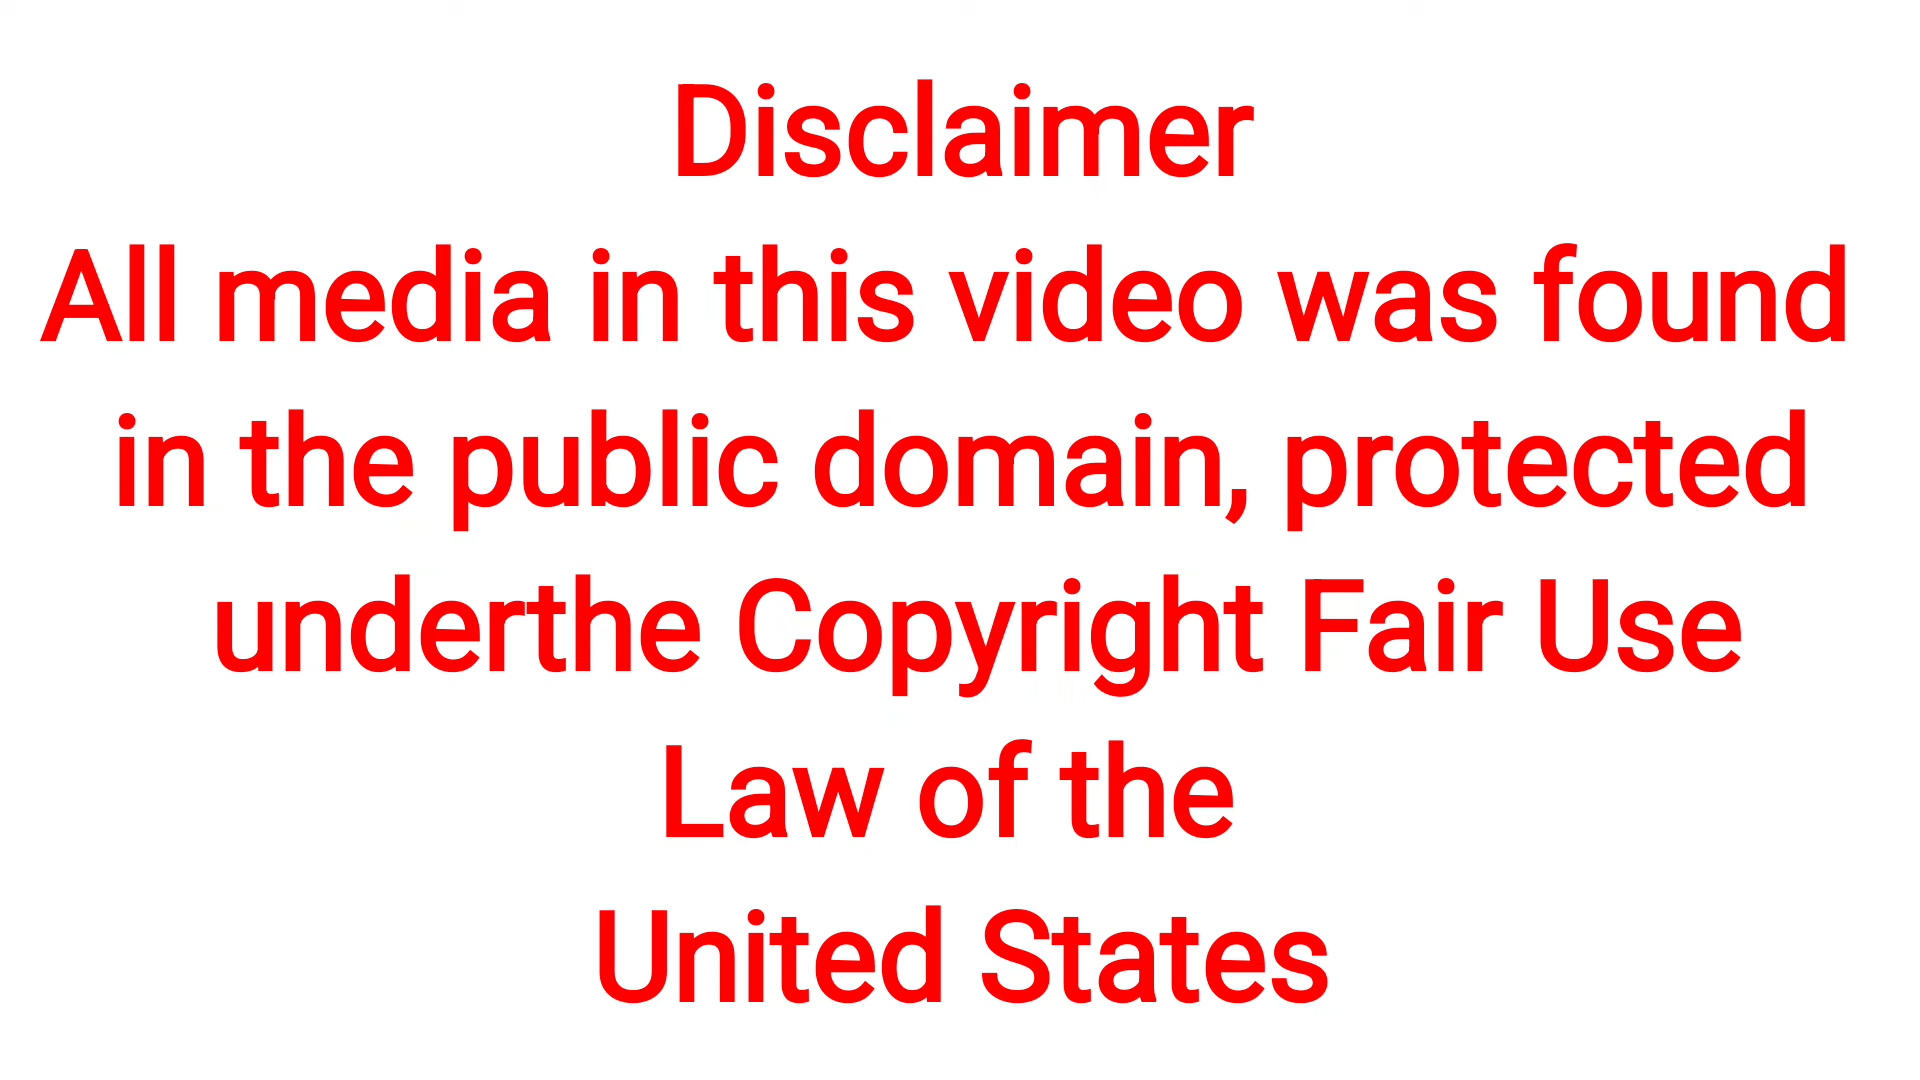 Disclaimer
All media in this video was found
in the public domain, protected
underthe Copyright Fair Use
Law of the
United States